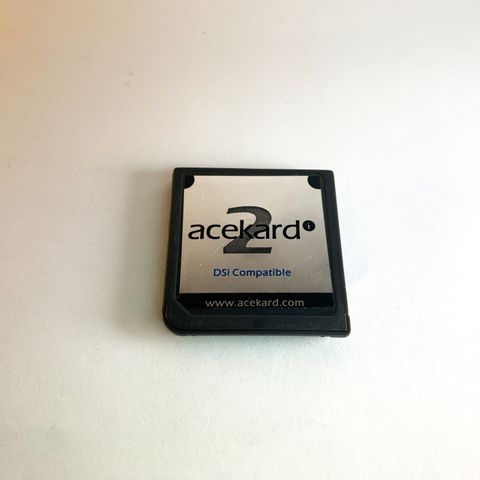 acekard 2 i
DSi Compatible
www.acekard.com